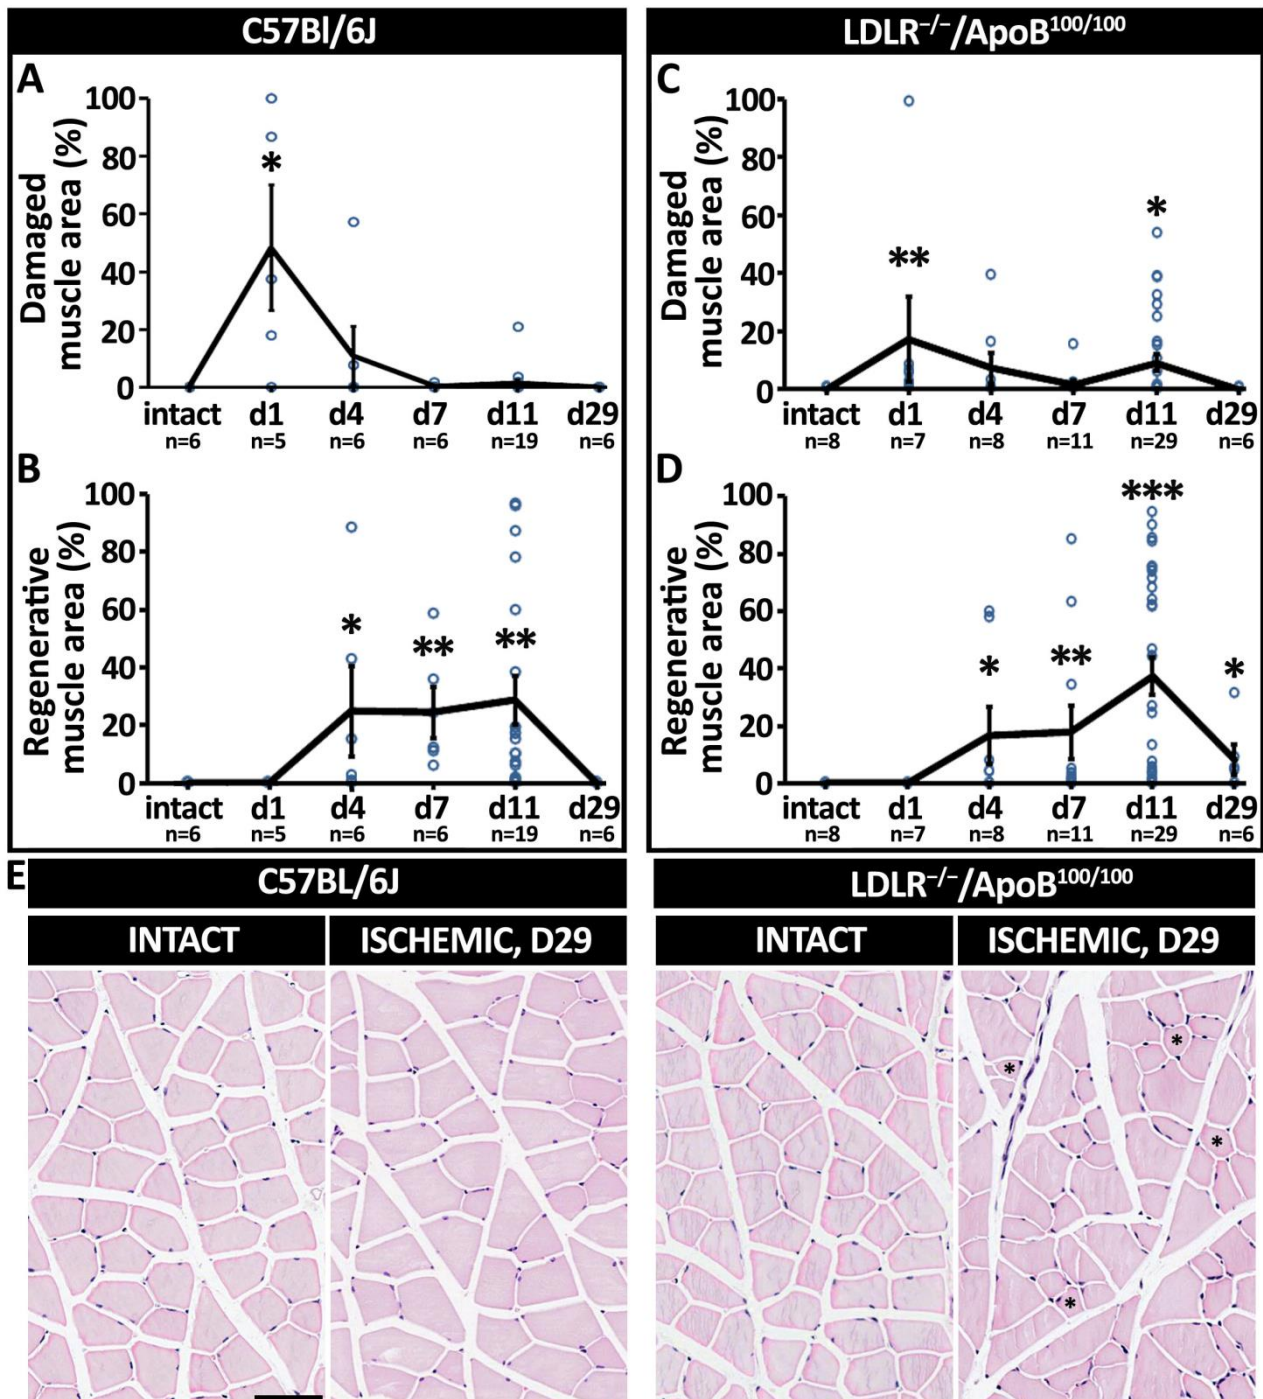 C57Bl/6J
LDLR⁻/⁻/ApoB¹⁰⁰/¹⁰⁰
A
Damaged
muscle area (%)
100
80
60
40
20
0
*
intact d1 d4 d7 d11 d29
n=6 n=5 n=6 n=6 n=19 n=6
B
Regenerative
muscle area (%)
100
80
60
40
20
0
* ** **
intact d1 d4 d7 d11 d29
n=6 n=5 n=6 n=6 n=19 n=6
C
Damaged
muscle area (%)
100
80
60
40
20
0
** *
intact d1 d4 d7 d11 d29
n=8 n=7 n=8 n=11 n=29 n=6
D
Regenerative
muscle area (%)
100
80
60
40
20
0
* ** *** *
intact d1 d4 d7 d11 d29
n=8 n=7 n=8 n=11 n=29 n=6
E
C57BL/6J
LDLR⁻/⁻/ApoB¹⁰⁰/¹⁰⁰
INTACT
ISCHEMIC, D29
INTACT
ISCHEMIC, D29
*
*
*
*